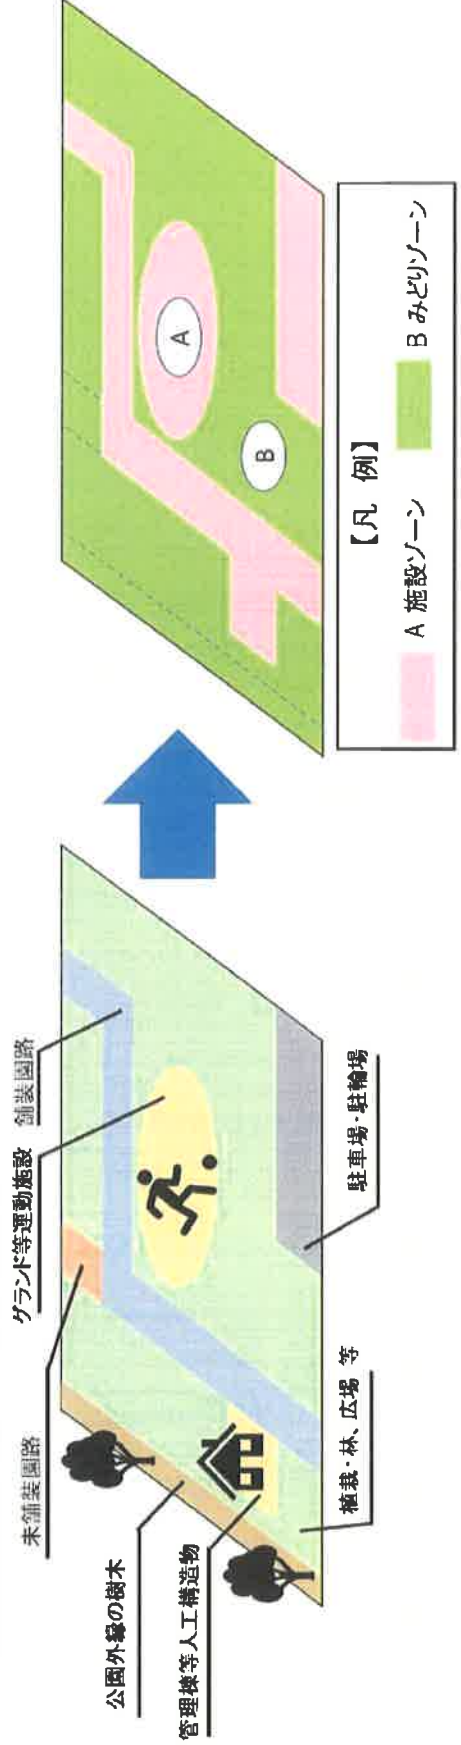 未舗装園路
グランド等運動施設
舗装園路
公園外縁の樹木
管理棟等人工構造物
植栽・林、広場 等
駐車場・駐輪場
A
B
【凡 例】
A 施設ゾーン
B みどりゾーン